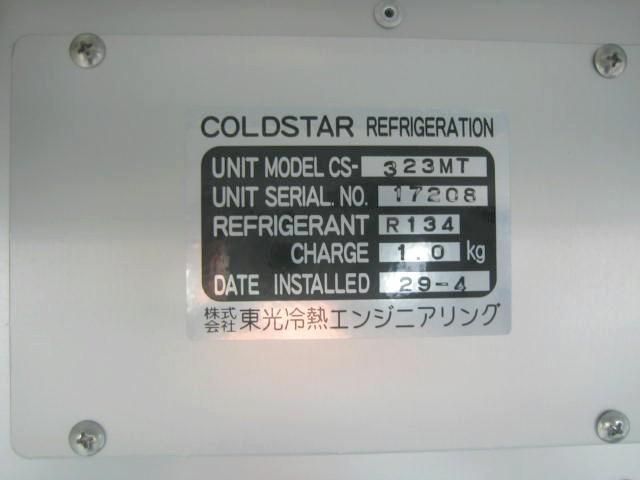 COLDSTAR REFRIGERATION
UNIT MODEL CS- 323MT
UNIT SERIAL. NO. 17208
REFRIGERANT R134
CHARGE 1.0 kg
DATE INSTALLED 29-4
株式会社東光冷熱エンジニアリング